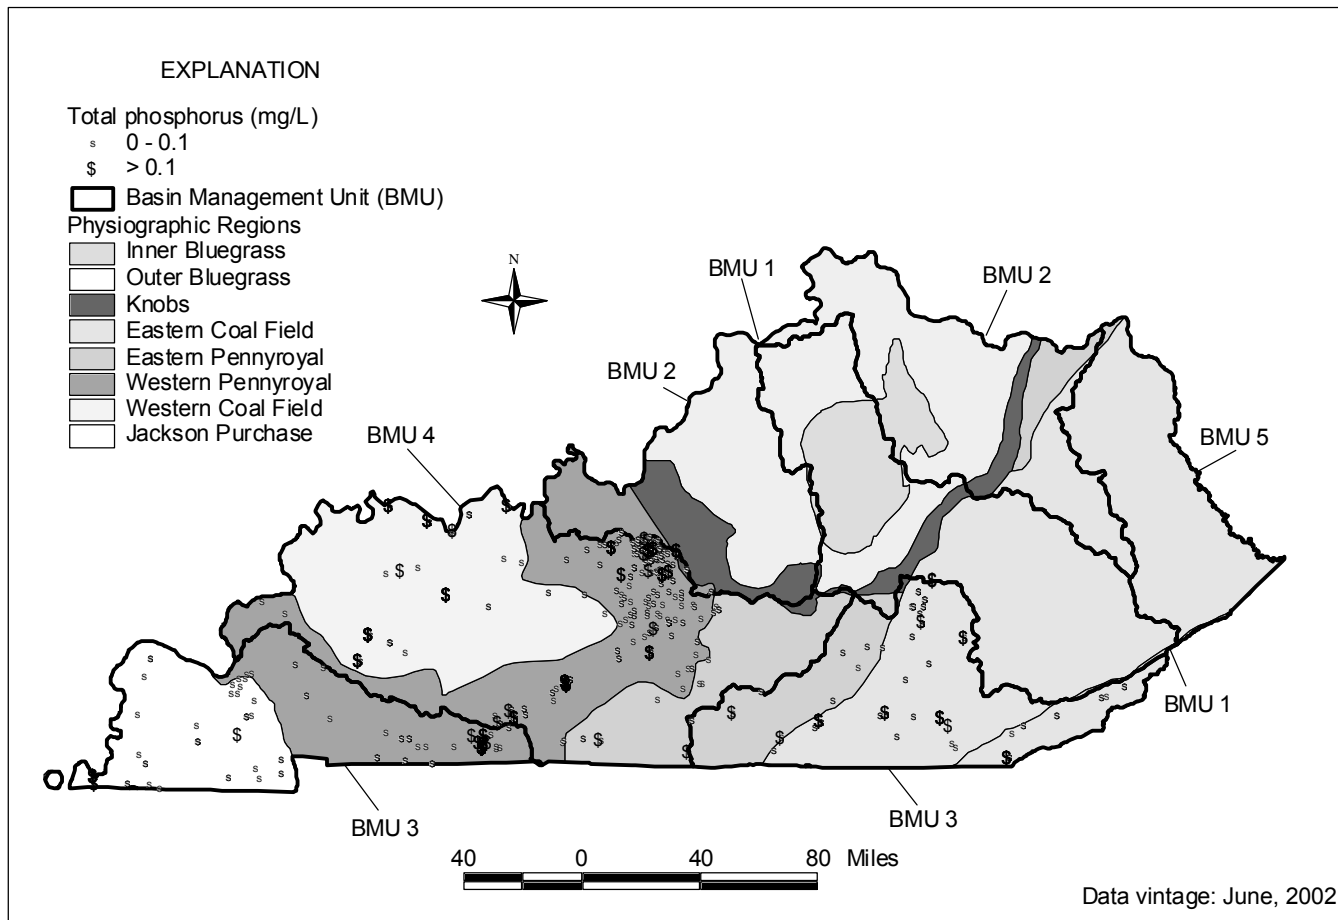 EXPLANATION
Total phosphorus (mg/L)
s 0 - 0.1
$ > 0.1
Basin Management Unit (BMU)
Physiographic Regions
Inner Bluegrass
Outer Bluegrass
Knobs
Eastern Coal Field
Eastern Pennyroyal
Western Pennyroyal
Western Coal Field
Jackson Purchase
N
BMU 1
BMU 2
BMU 2
BMU 4
BMU 5
BMU 1
BMU 3
BMU 3
40 0 40 80 Miles
Data vintage: June, 2002